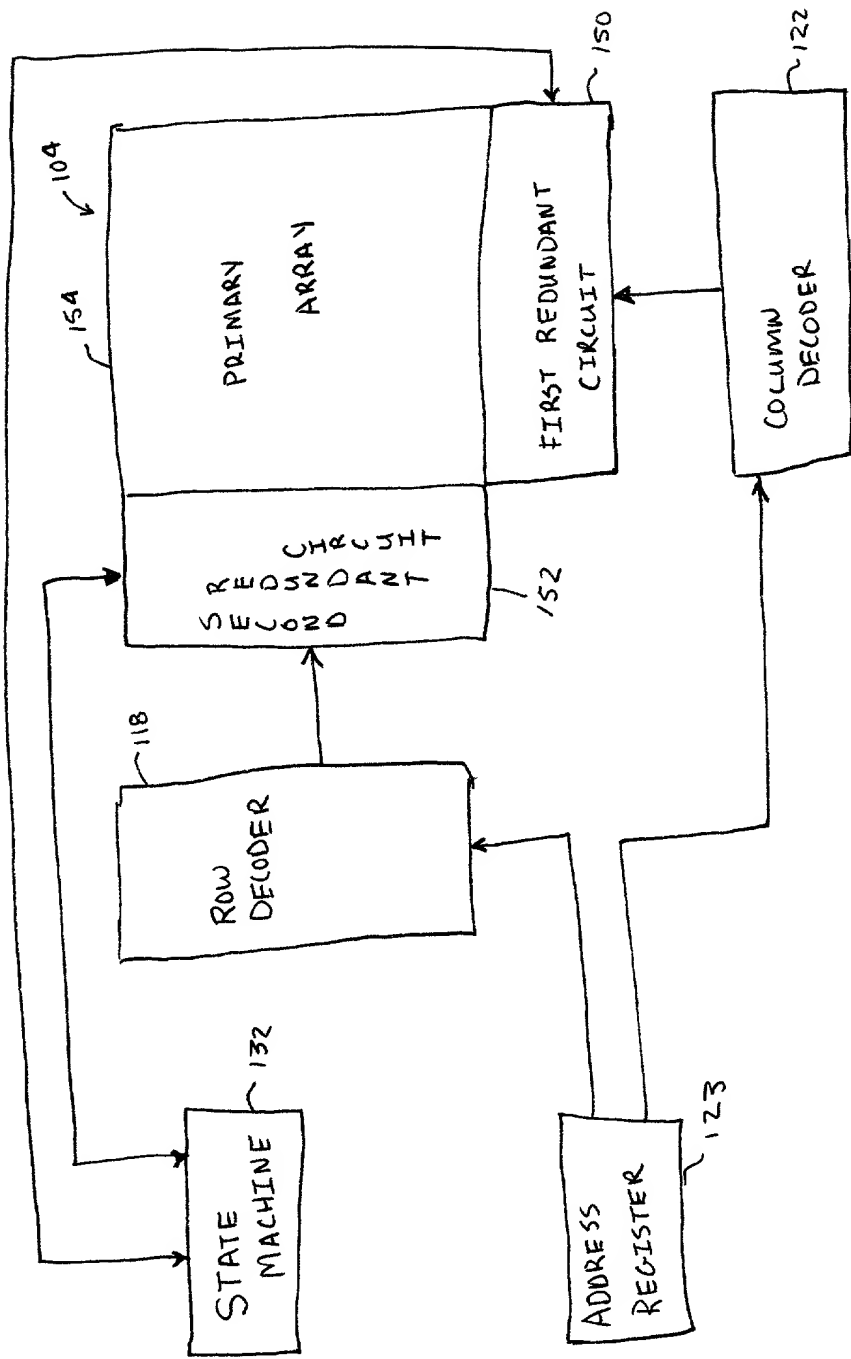 104
154
PRIMARY
ARRAY
150
FIRST REDUNDANT
CIRCUIT
SECOND
REDUNDANT
CIRCUIT
152
118
ROW
DECODER
122
COLUMN
DECODER
132
STATE
MACHINE
ADDRESS
REGISTER
123